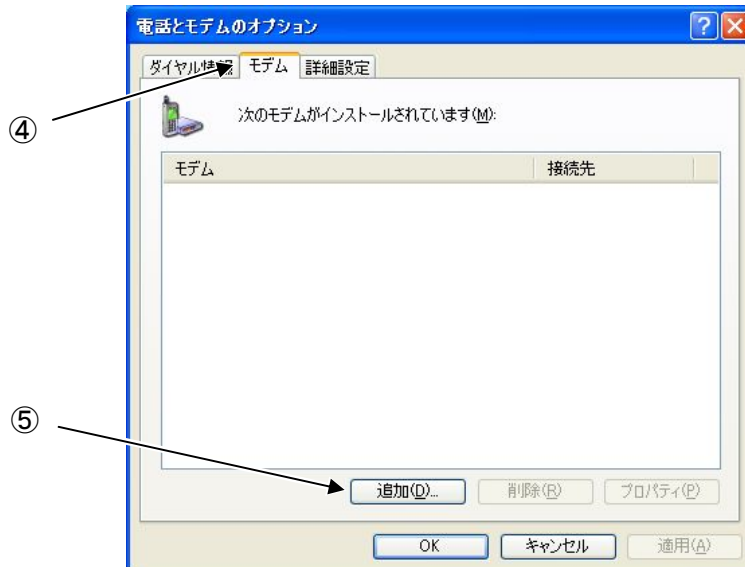 電話とモデムのオプション
ダイヤル情報 モデム 詳細設定
④
次のモデムがインストールされています(M):
モデム 接続先
⑤
追加(D)... 削除(R) プロパティ(P)
OK キャンセル 適用(A)